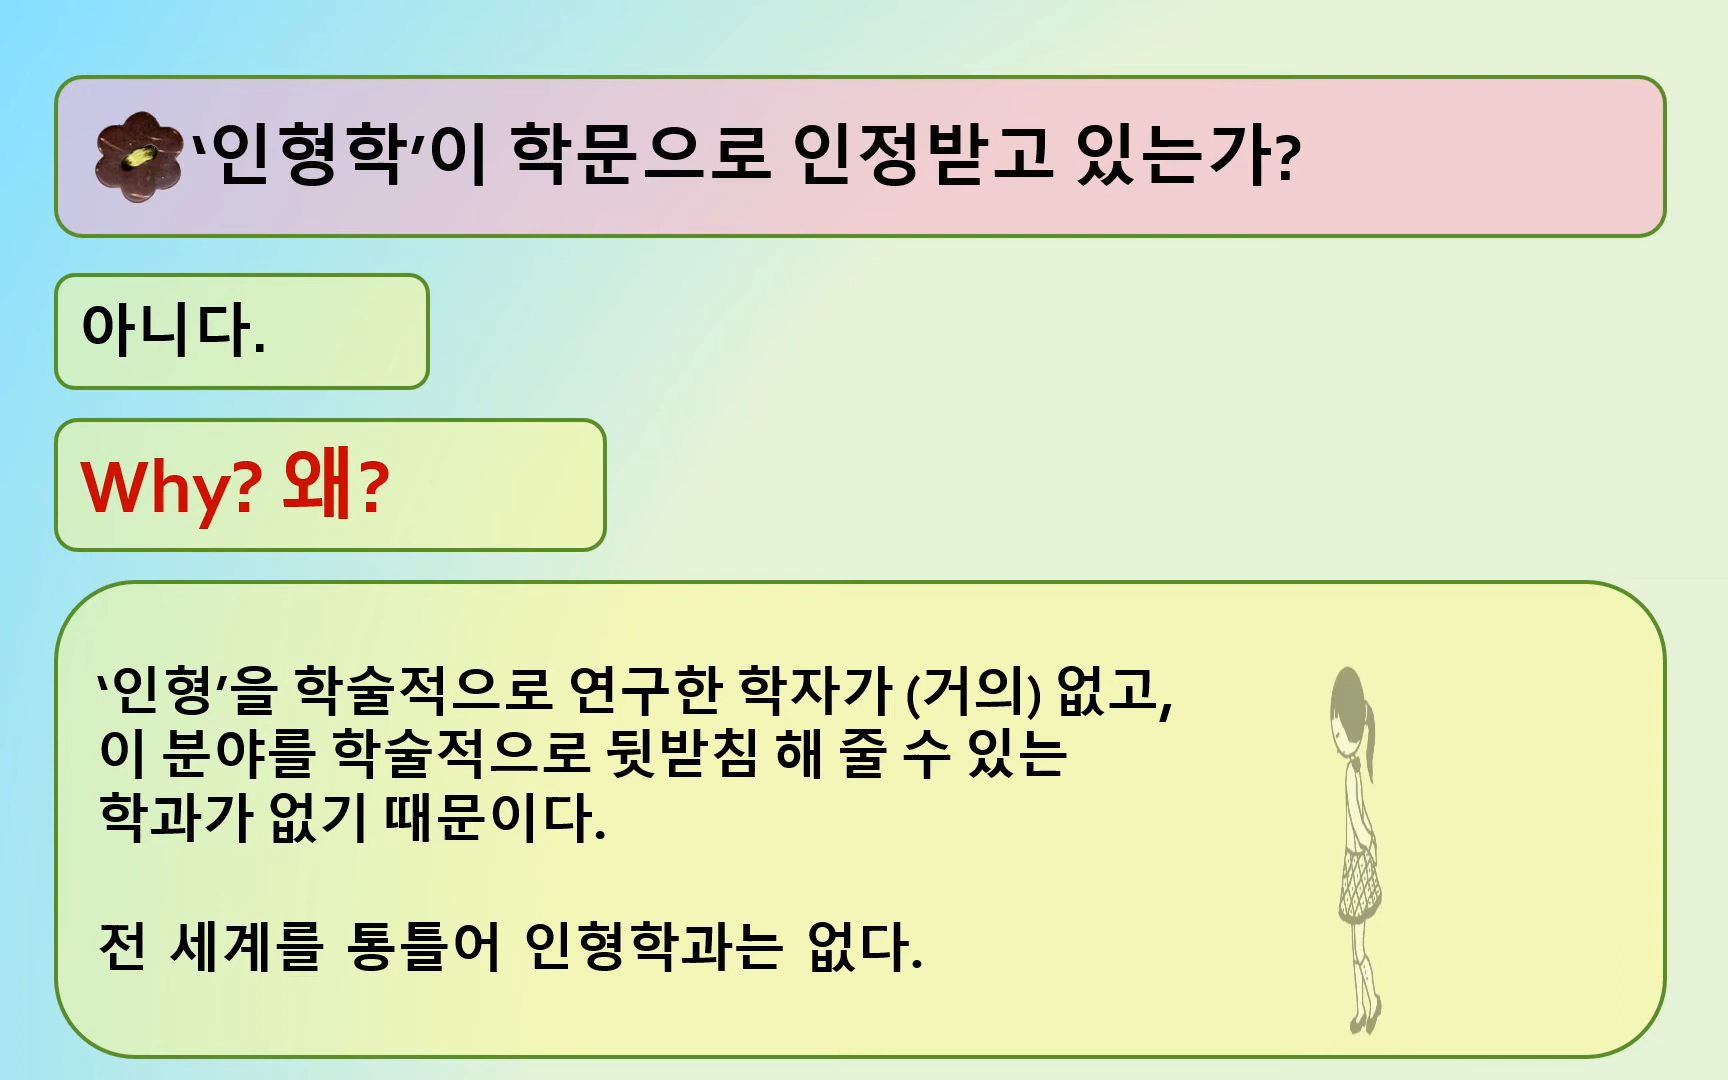 ‘인형학’이 학문으로 인정받고 있는가?
아니다.
Why? 왜?
‘인형’을 학술적으로 연구한 학자가 (거의) 없고,
이 분야를 학술적으로 뒷받침 해 줄 수 있는
학과가 없기 때문이다.
전 세계를 통틀어 인형학과는 없다.